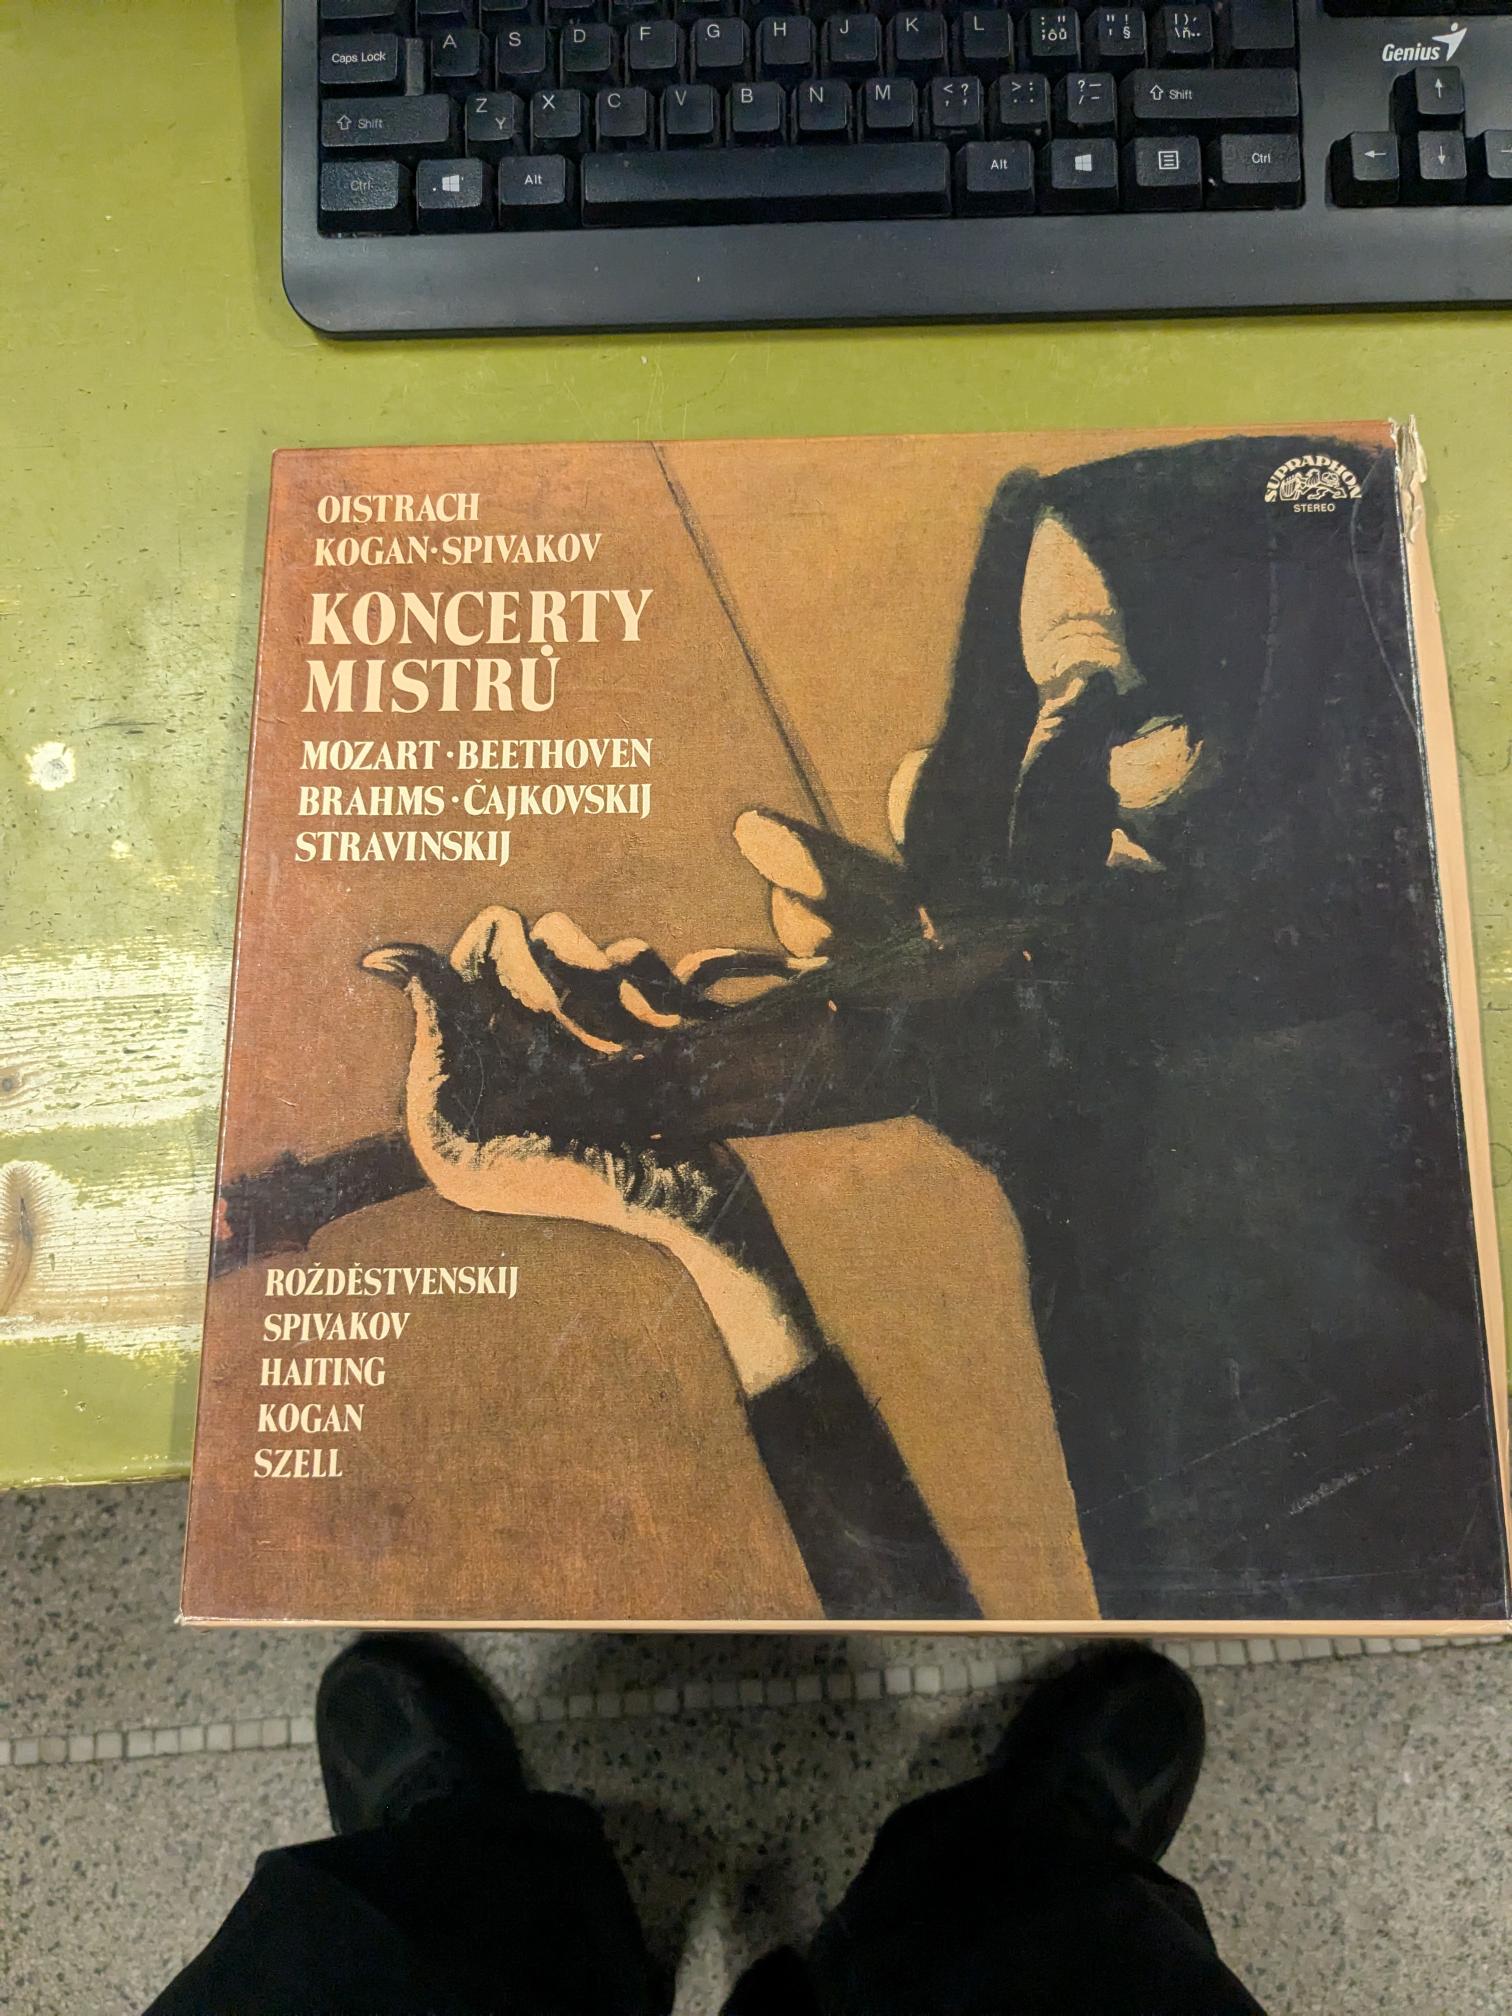 Caps Lock
A S D F G H J K L
: " ! ) ,
; ô ů ' § \ ň
Shift
Z X C V B N M < ? > : ? —
Y , ; . . / – Shift
Ctrl Alt Alt Ctrl
Genius
SUPRAPHON
STEREO
OISTRACH
KOGAN·SPIVAKOV
KONCERTY
MISTRŮ
MOZART·BEETHOVEN
BRAHMS·ČAJKOVSKIJ
STRAVINSKIJ
ROŽDĚSTVENSKIJ
SPIVAKOV
HAITING
KOGAN
SZELL